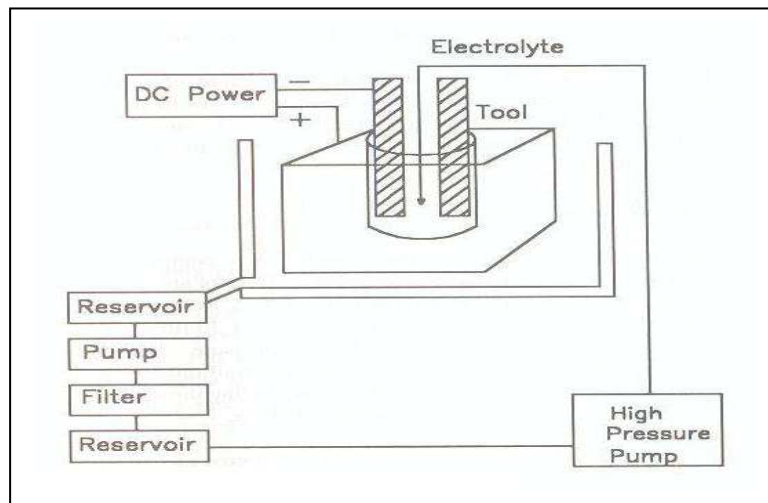 Electrolyte
DC Power
−
+
Tool
Reservoir
Pump
Filter
Reservoir
High
Pressure
Pump